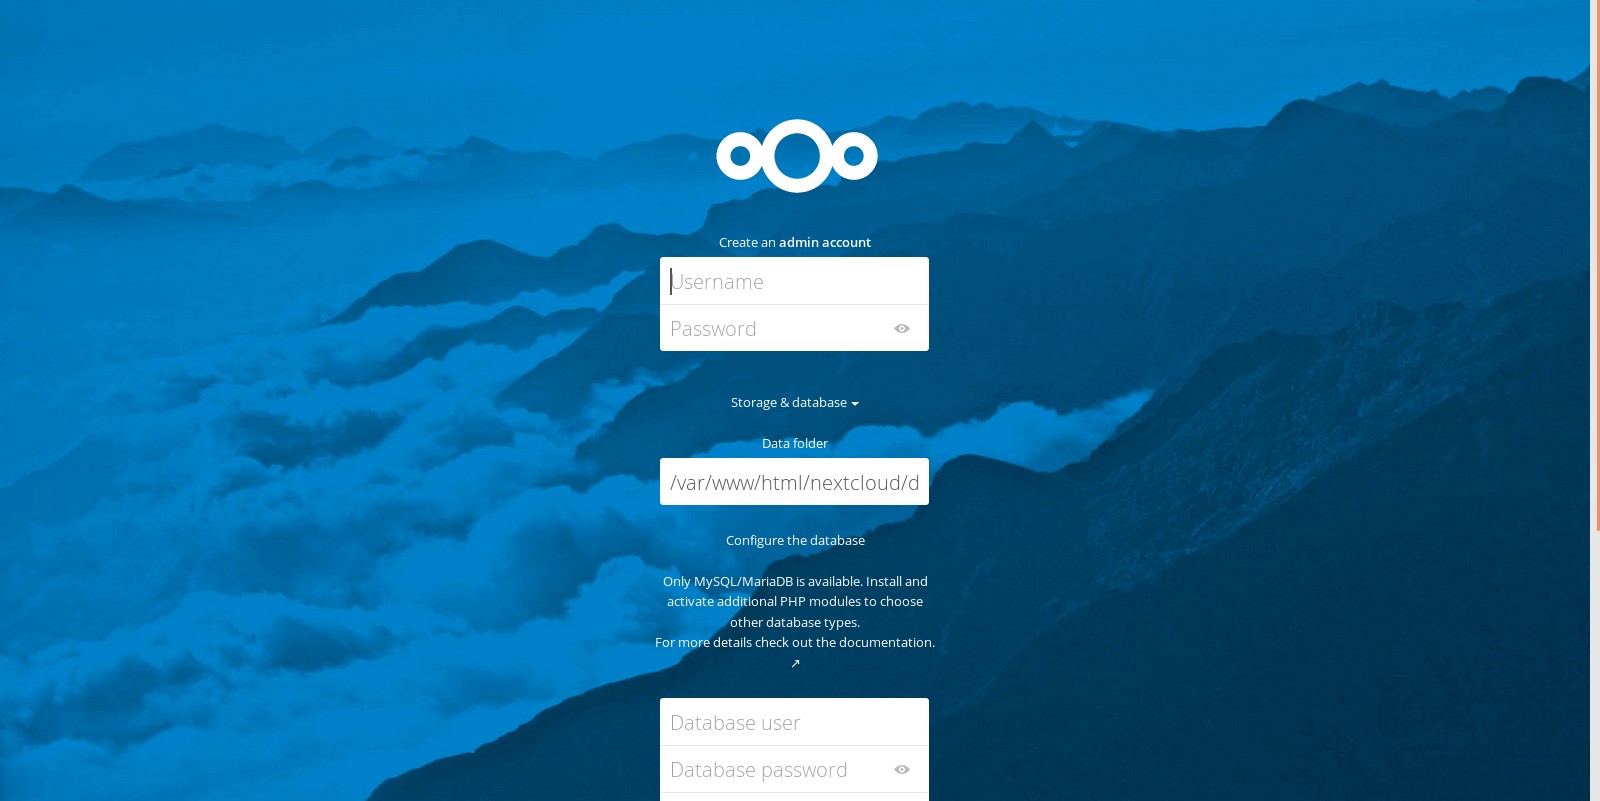 Create an admin account
Username
Password
Storage & database
Data folder
/var/www/html/nextcloud/d
Configure the database
Only MySQL/MariaDB is available. Install and
activate additional PHP modules to choose
other database types.
For more details check out the documentation.
↗
Database user
Database password